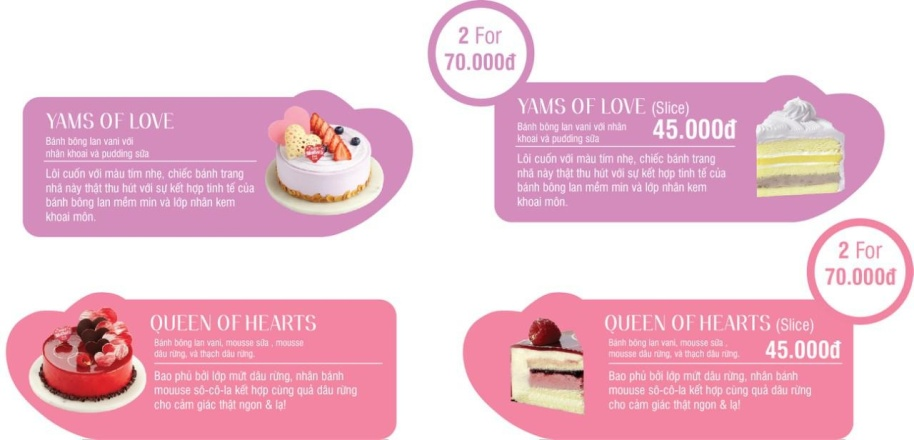 YAMS OF LOVE
Bánh bông lan vani với
nhân khoai và pudding sữa
Lôi cuốn với màu tím nhẹ, chiếc bánh trang
nhã này thật thu hút với sự kết hợp tinh tế của
bánh bông lan mềm mịn và lớp nhân kem
khoai môn.
2 For
70.000đ
YAMS OF LOVE (Slice)
Bánh bông lan vani với nhân
khoai và pudding sữa
45.000đ
Lôi cuốn với màu tím nhẹ, chiếc bánh trang
nhã này thật thu hút với sự kết hợp tinh tế của
bánh bông lan mềm mịn và lớp nhân kem
khoai môn.
QUEEN OF HEARTS
Bánh bông lan vani, mousse sữa , mousse
dâu rừng, và thạch dâu rừng.
Bao phủ bởi lớp mứt dâu rừng, nhân bánh
mouuse sô-cô-la kết hợp cùng quả dâu rừng
cho cảm giác thật ngon & lạ!
2 For
70.000đ
QUEEN OF HEARTS (Slice)
Bánh bông lan vani, mousse sữa ,
mousse dâu rừng, và thạch dâu rừng.
45.000đ
Bao phủ bởi lớp mứt dâu rừng, nhân bánh
mouuse sô-cô-la kết hợp cùng quả dâu rừng
cho cảm giác thật ngon & lạ!